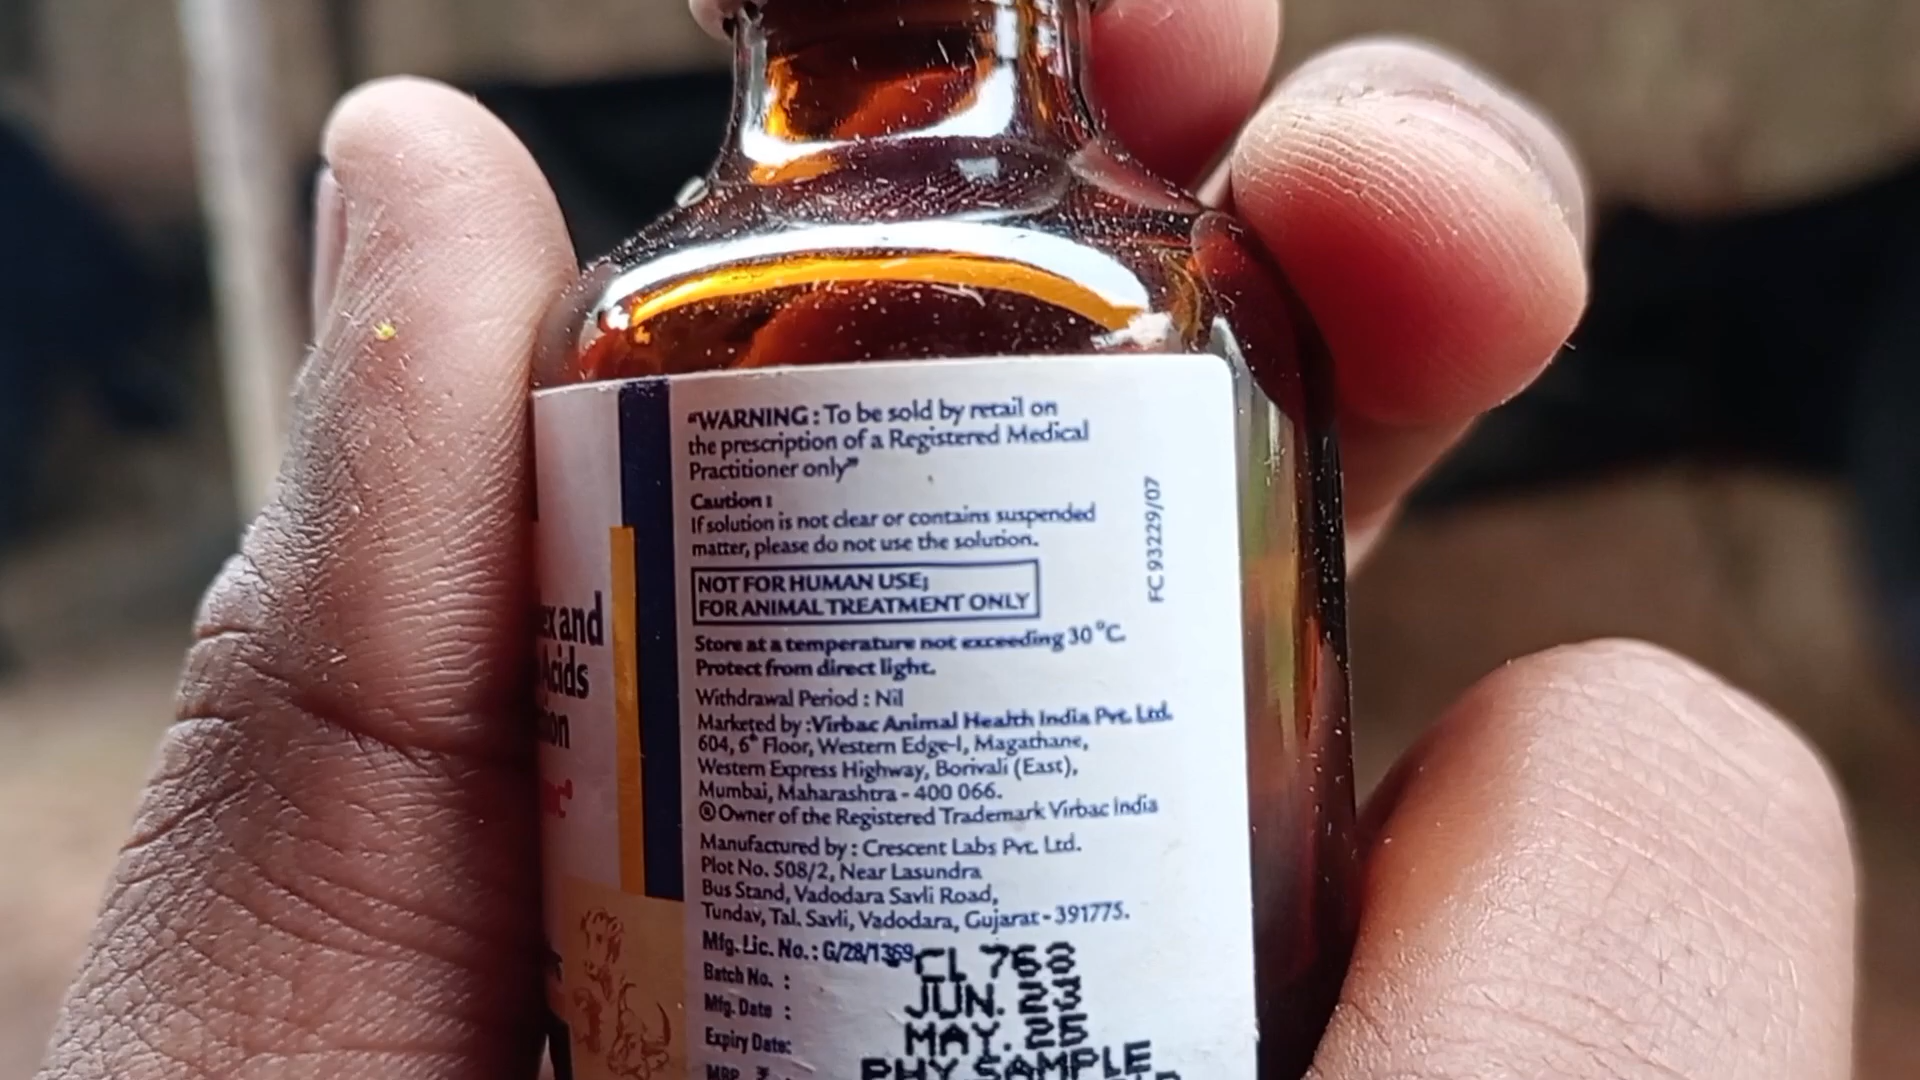 ex and
Acids
“WARNING : To be sold by retail on
the prescription of a Registered Medical
Practitioner only”
Caution :
If solution is not clear or contains suspended
matter, please do not use the solution.
NOT FOR HUMAN USE;
FOR ANIMAL TREATMENT ONLY
Store at a temperature not exceeding 30°C.
Protect from direct light.
Withdrawal Period : Nil
Marketed by : Virbac Animal Health India Pvt. Ltd.
604, 6th Floor, Western Edge-I, Magathane,
Western Express Highway, Borivali (East),
Mumbai, Maharashtra - 400 066.
® Owner of the Registered Trademark Virbac India
Manufactured by : Crescent Labs Pvt. Ltd.
Plot No. 508/2, Near Lasundra
Bus Stand, Vadodara Savli Road,
Tundav, Tal. Savli, Vadodara, Gujarat - 391775.
Mfg. Lic. No. : G/28/1369
Batch No. : CL 768
Mfg. Date : JUN. 23
Expiry Date: MAY. 25
MRP ₹ PHY SAMPLE
FC 93229/07